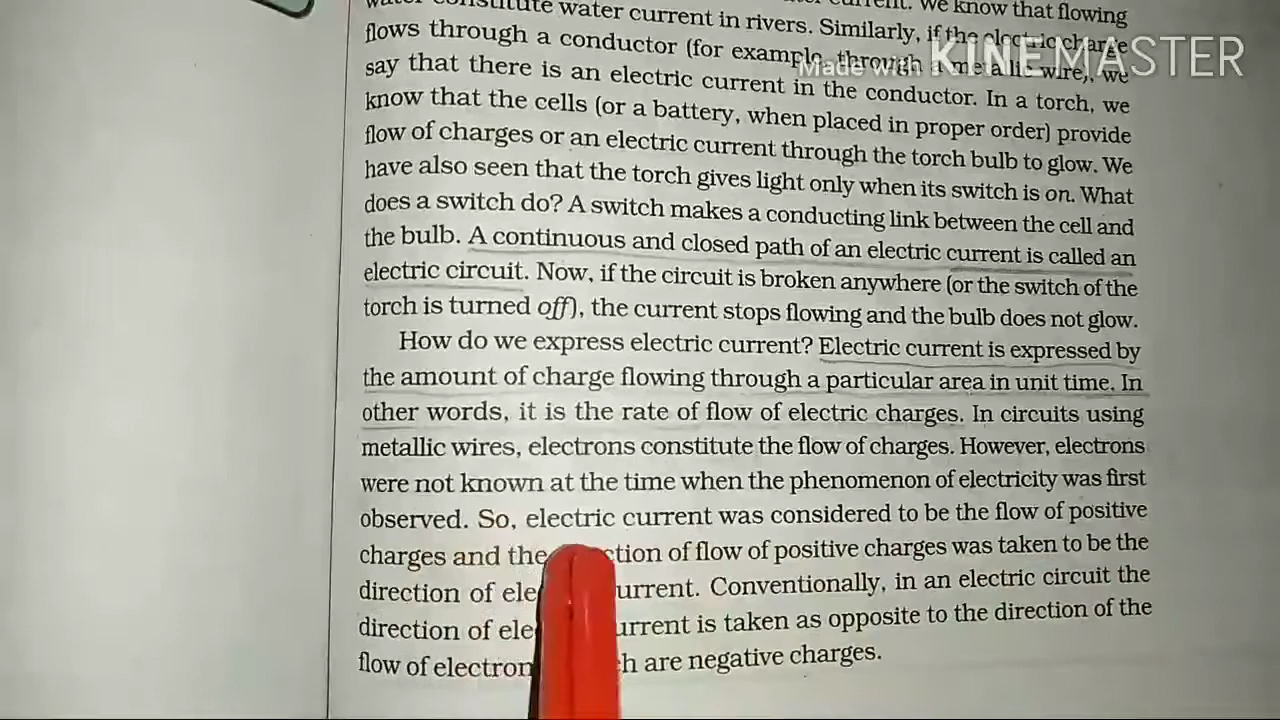 water constitute water current in rivers. Similarly, if the electric charge
current. We know that flowing
flows through a conductor (for example, through a metallic wire), we
say that there is an electric current in the conductor. In a torch, we
know that the cells (or a battery, when placed in proper order) provide
flow of charges or an electric current through the torch bulb to glow. We
have also seen that the torch gives light only when its switch is on. What
does a switch do? A switch makes a conducting link between the cell and
the bulb. A continuous and closed path of an electric current is called an
electric circuit. Now, if the circuit is broken anywhere (or the switch of the
torch is turned off), the current stops flowing and the bulb does not glow.
How do we express electric current? Electric current is expressed by
the amount of charge flowing through a particular area in unit time. In
other words, it is the rate of flow of electric charges. In circuits using
metallic wires, electrons constitute the flow of charges. However, electrons
were not known at the time when the phenomenon of electricity was first
observed. So, electric current was considered to be the flow of positive
charges and the ction of flow of positive charges was taken to be the
direction of ele urrent. Conventionally, in an electric circuit the
direction of ele urrent is taken as opposite to the direction of the
flow of electron h are negative charges.
Made with KINEMASTER